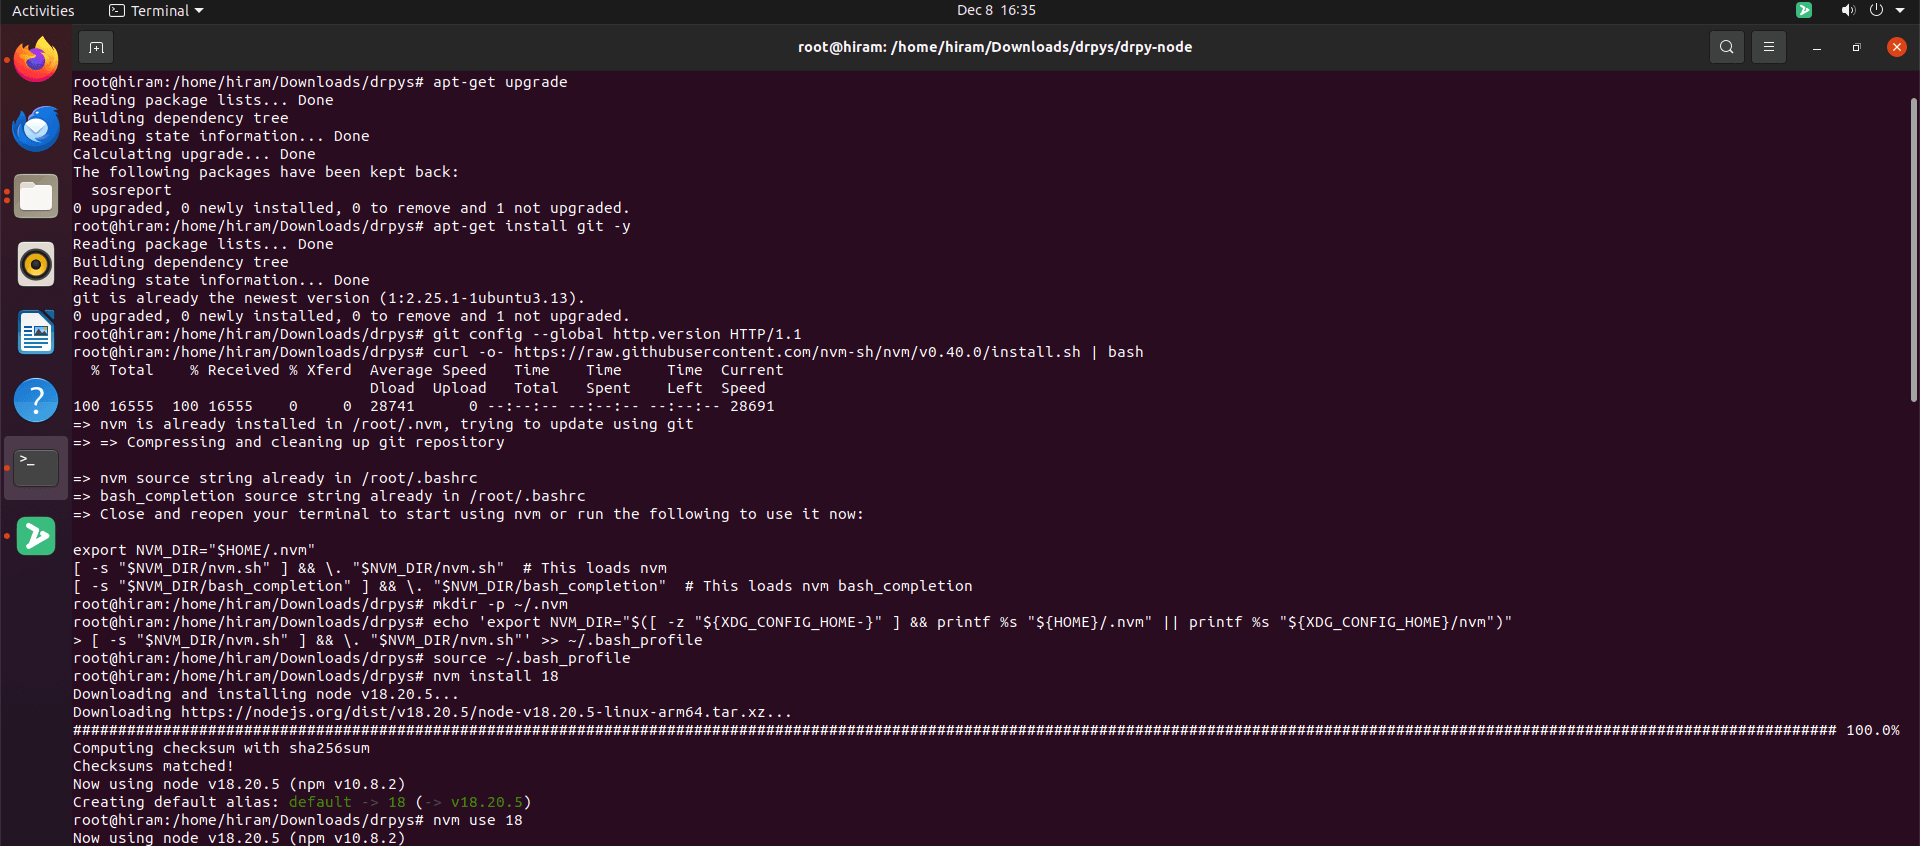 Activities
Terminal
Dec 8 16:35
root@hiram: /home/hiram/Downloads/drpys/drpy-node
root@hiram:/home/hiram/Downloads/drpys# apt-get upgrade
Reading package lists... Done
Building dependency tree
Reading state information... Done
Calculating upgrade... Done
The following packages have been kept back:
  sosreport
0 upgraded, 0 newly installed, 0 to remove and 1 not upgraded.
root@hiram:/home/hiram/Downloads/drpys# apt-get install git -y
Reading package lists... Done
Building dependency tree
Reading state information... Done
git is already the newest version (1:2.25.1-1ubuntu3.13).
0 upgraded, 0 newly installed, 0 to remove and 1 not upgraded.
root@hiram:/home/hiram/Downloads/drpys# git config --global http.version HTTP/1.1
root@hiram:/home/hiram/Downloads/drpys# curl -o- https://raw.githubusercontent.com/nvm-sh/nvm/v0.40.0/install.sh | bash
  % Total    % Received % Xferd  Average Speed   Time    Time     Time  Current
                                 Dload  Upload   Total   Spent    Left  Speed
100 16555  100 16555    0     0  28741      0 --:--:-- --:--:-- --:--:-- 28691
=> nvm is already installed in /root/.nvm, trying to update using git
=> => Compressing and cleaning up git repository
=> nvm source string already in /root/.bashrc
=> bash_completion source string already in /root/.bashrc
=> Close and reopen your terminal to start using nvm or run the following to use it now:
export NVM_DIR="$HOME/.nvm"
[ -s "$NVM_DIR/nvm.sh" ] && \. "$NVM_DIR/nvm.sh"  # This loads nvm
[ -s "$NVM_DIR/bash_completion" ] && \. "$NVM_DIR/bash_completion"  # This loads nvm bash_completion
root@hiram:/home/hiram/Downloads/drpys# mkdir -p ~/.nvm
root@hiram:/home/hiram/Downloads/drpys# echo 'export NVM_DIR="$([ -z "${XDG_CONFIG_HOME-}" ] && printf %s "${HOME}/.nvm" || printf %s "${XDG_CONFIG_HOME}/nvm")"
> [ -s "$NVM_DIR/nvm.sh" ] && \. "$NVM_DIR/nvm.sh"' >> ~/.bash_profile
root@hiram:/home/hiram/Downloads/drpys# source ~/.bash_profile
root@hiram:/home/hiram/Downloads/drpys# nvm install 18
Downloading and installing node v18.20.5...
Downloading https://nodejs.org/dist/v18.20.5/node-v18.20.5-linux-arm64.tar.xz...
#################################################################################################################################################################################################### 100.0%
Computing checksum with sha256sum
Checksums matched!
Now using node v18.20.5 (npm v10.8.2)
Creating default alias: default -> 18 (-> v18.20.5)
root@hiram:/home/hiram/Downloads/drpys# nvm use 18
Now using node v18.20.5 (npm v10.8.2)